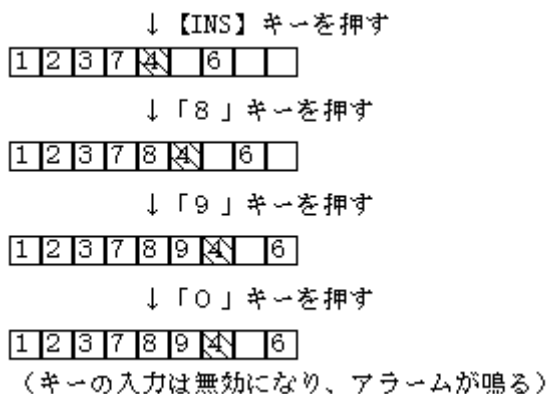 ↓【INS】キーを押す
1 2 3 7 4 6
↓「8」キーを押す
1 2 3 7 8 4 6
↓「9」キーを押す
1 2 3 7 8 9 4 6
↓「0」キーを押す
1 2 3 7 8 9 4 6
(キーの入力は無効になり、アラームが鳴る)